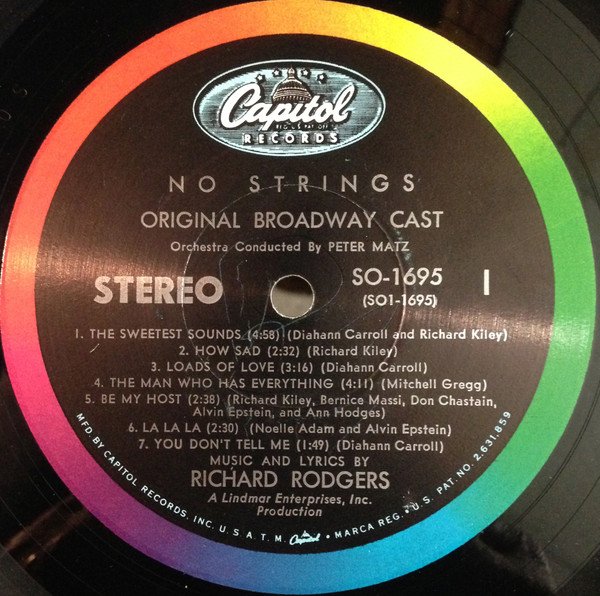 Capitol
REG. U.S. PAT. OFF.
RECORDS
NO STRINGS
ORIGINAL BROADWAY CAST
Orchestra Conducted By PETER MATZ
STEREO
SO-1695
(SO1-1695)
1
1. THE SWEETEST SOUNDS (4:58) (Diahann Carroll and Richard Kiley)
2. HOW SAD (2:32) (Richard Kiley)
3. LOADS OF LOVE (3:16) (Diahann Carroll)
4. THE MAN WHO HAS EVERYTHING (4:11) (Mitchell Gregg)
5. BE MY HOST (2:38) (Richard Kiley, Bernice Massi, Don Chastain,
Alvin Epstein, and Ann Hodges)
6. LA LA LA (2:30) (Noelle Adam and Alvin Epstein)
7. YOU DON'T TELL ME (1:49) (Diahann Carroll)
MUSIC AND LYRICS BY
RICHARD RODGERS
A Lindmar Enterprises, Inc.
Production
MFD. BY CAPITOL RECORDS, INC. U.S.A. T.M. Capitol • MARCA REG. • U.S. PAT. NO. 2,631,859